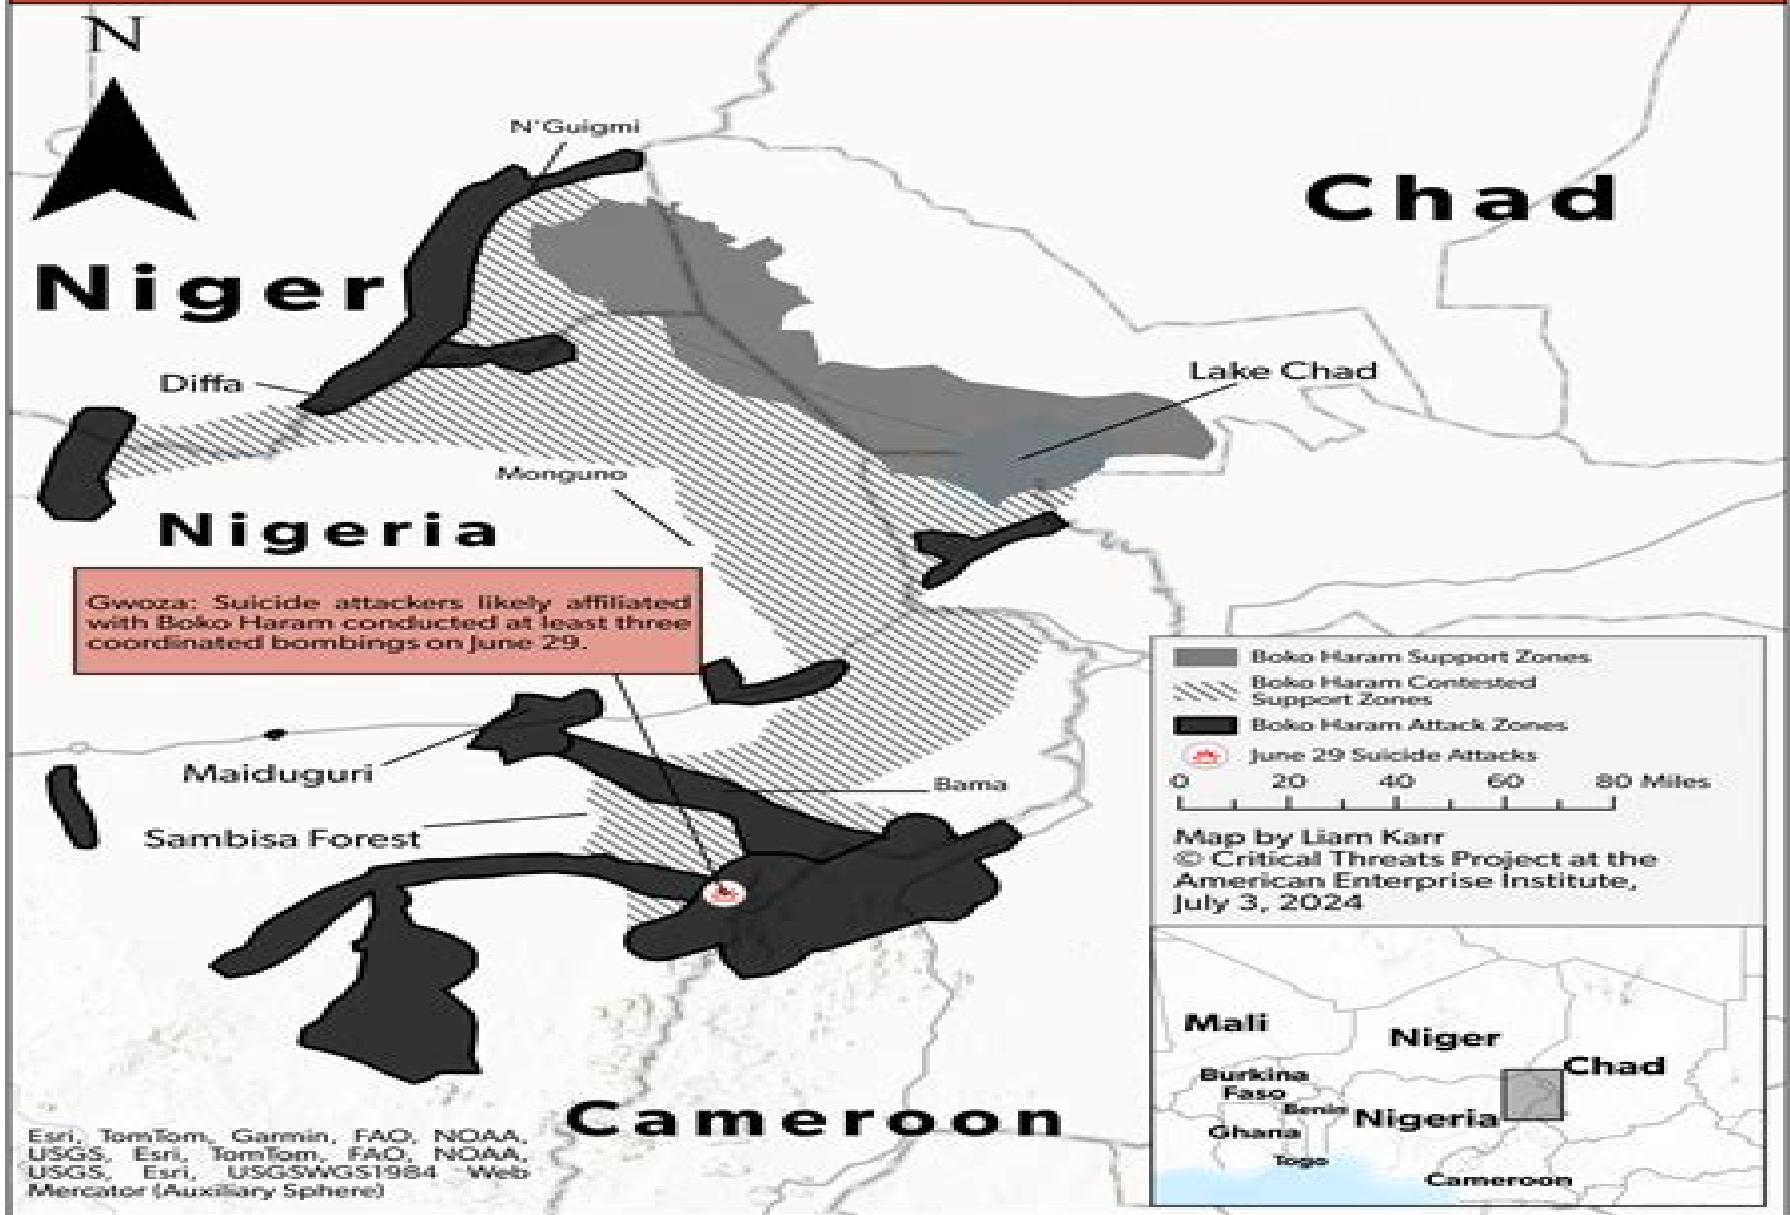 N
N'Guigmi
Chad
Niger
Lake Chad
Diffa
Monguno
Nigeria
Gwoza: Suicide attackers likely affiliated
with Boko Haram conducted at least three
coordinated bombings on June 29.
Maiduguri
Bama
Sambisa Forest
Cameroon
Boko Haram Support Zones
Boko Haram Contested
Support Zones
Boko Haram Attack Zones
June 29 Suicide Attacks
0 20 40 60 80 Miles
Map by Liam Karr
© Critical Threats Project at the
American Enterprise Institute,
July 3, 2024
Mali
Niger
Chad
Burkina
Faso
Benin
Nigeria
Ghana
Togo
Cameroon
Esri, TomTom, Garmin, FAO, NOAA,
USGS, Esri, TomTom, FAO, NOAA,
USGS, Esri, USGSWGS1984 Web
Mercator (Auxiliary Sphere)